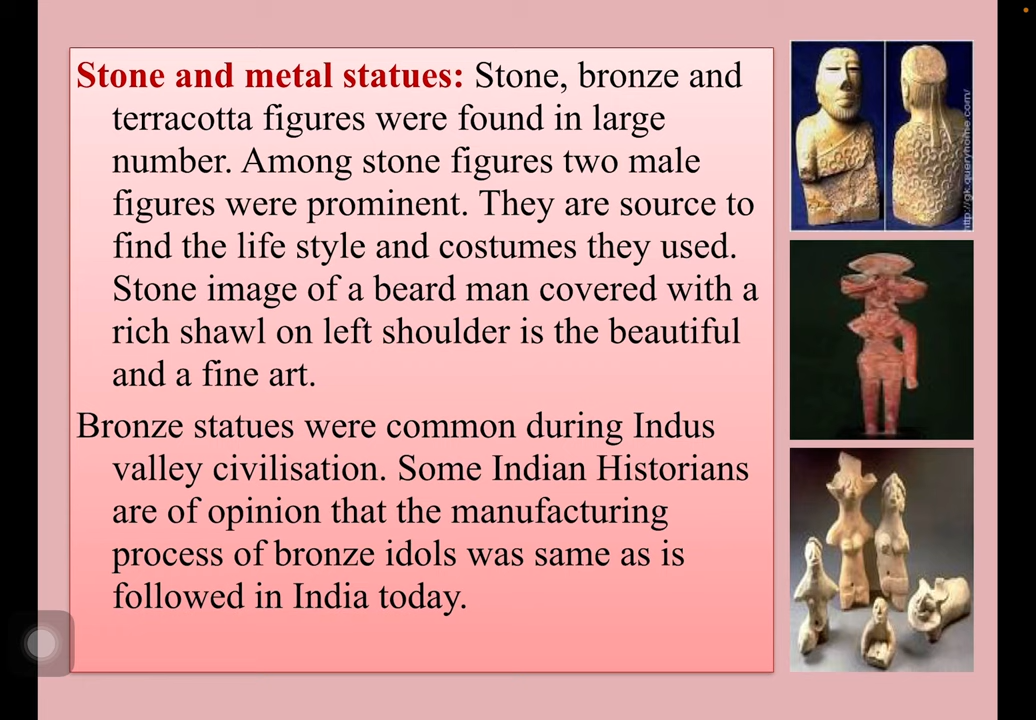 Stone and metal statues: Stone, bronze and
terracotta figures were found in large
number. Among stone figures two male
figures were prominent. They are source to
find the life style and costumes they used.
Stone image of a beard man covered with a
rich shawl on left shoulder is the beautiful
and a fine art.
Bronze statues were common during Indus
valley civilisation. Some Indian Historians
are of opinion that the manufacturing
process of bronze idols was same as is
followed in India today.
http://gk.querynome.com/